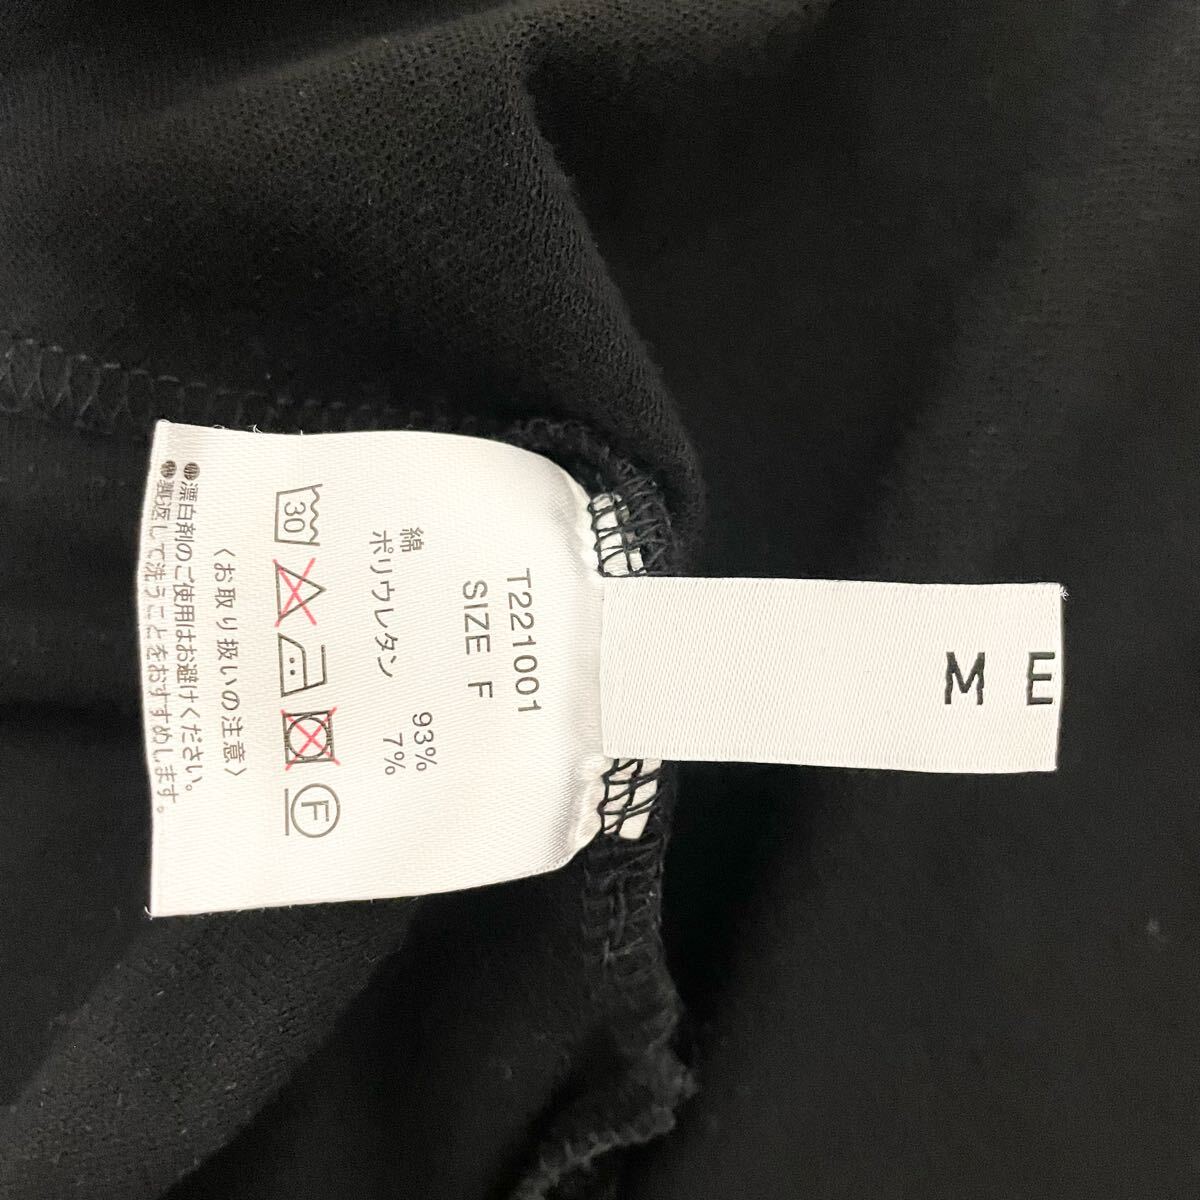 M E
T221001
SIZE F
綿 93%
ポリウレタン 7%
30
F
〈お取り扱いの注意〉
●漂白剤のご使用はお避けください。
●裏返して洗うことをおすすめします。